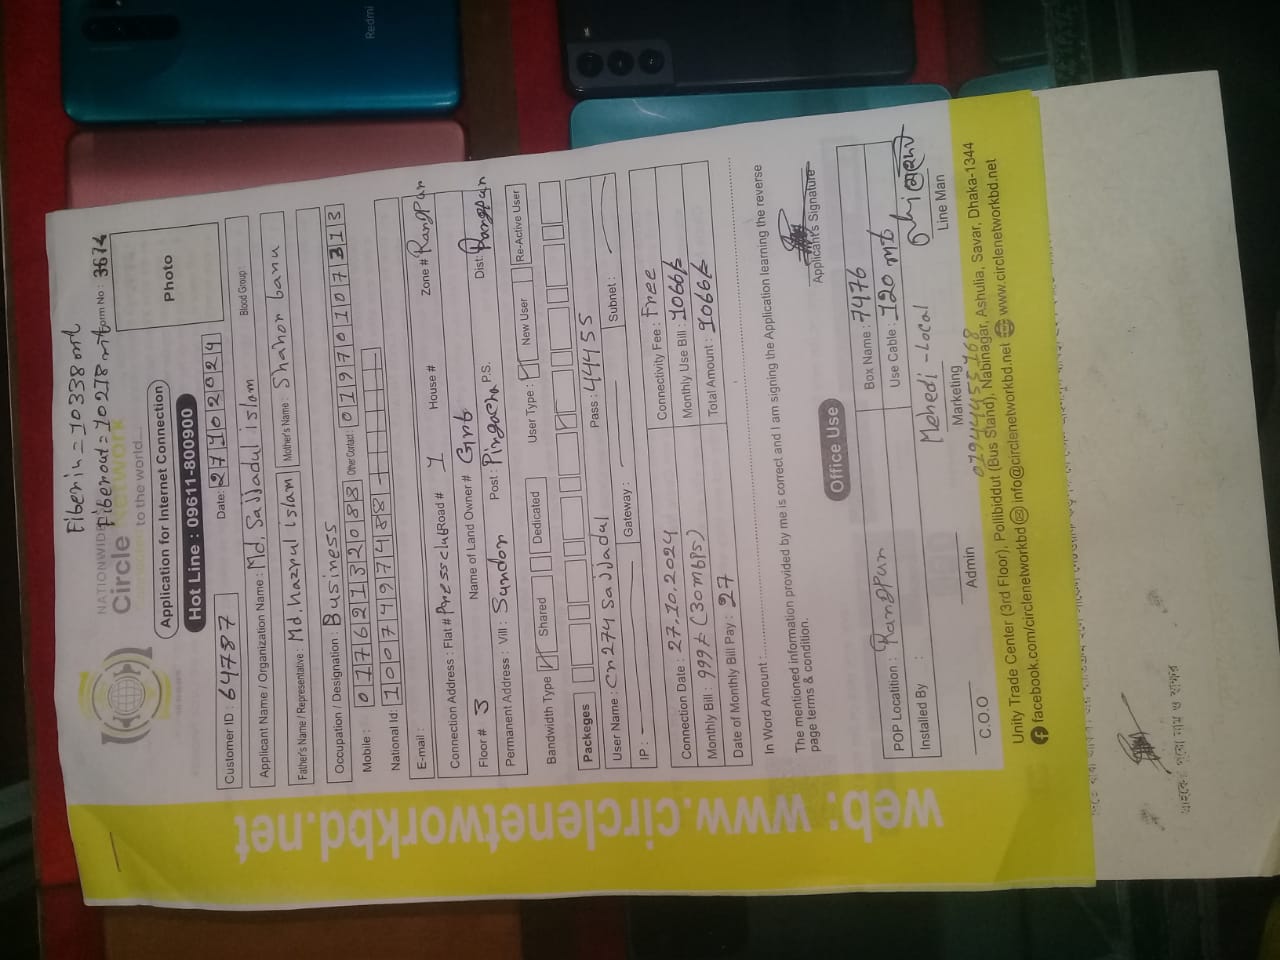 Fiber in = 10338 mt
Fiber out = 10278 mt
Form No : 3674
NATIONWIDE
Circle Network
to the world...
Application for Internet Connection
Hot Line : 09611-800900
Photo
Customer ID : 64787
Date: 27102024
Blood Group :
Applicant Name / Organization Name : Md. Sajjadul islam
Father's Name / Representative : Md. hazrul islam Mother's Name : Shahor banu
Occupation / Designation : Business
Mobile : 01762132088 Other Contact : 01970107313
National Id: 1007497488
E-mail :
Connection Address : Flat # Press club Road # 1 House # Zone # Rangpur
Floor # 3 Name of Land Owner #
Permanent Address : Vill : Sundor Post : Pirgacha P.S. Dist: Rangpur
Bandwidth Type Shared Dedicated User Type : New User Re-Active User
Packeges
User Name : Cn274 Sajjadul Pass : 44455
IP : Gateway : Subnet :
Connection Date : 27.10.2024 Connectivity Fee : Free
Monthly Bill : 999/= (30mbps) Monthly Use Bill : 1066/=
Date of Monthly Bill Pay : 27 Total Amount : 1066/=
In Word Amount :
The mentioned information provided by me is correct and I am signing the Application learning the reverse
page terms & condition.
Applicant's Signature
Office Use
POP Locatition : Rangpur Box Name : 7476
Installed By : Use Cable : 120 mt
Mehedi-Local
C.O.O Admin Marketing Line Man
Unity Trade Center (3rd Floor), Pollibiddut (Bus Stand), Nabinagar, Ashulia, Savar, Dhaka-1344
facebook.com/circlenetworkbd info@circlenetworkbd.net www.circlenetworkbd.net
web: www.circlenetworkbd.net
Redmi